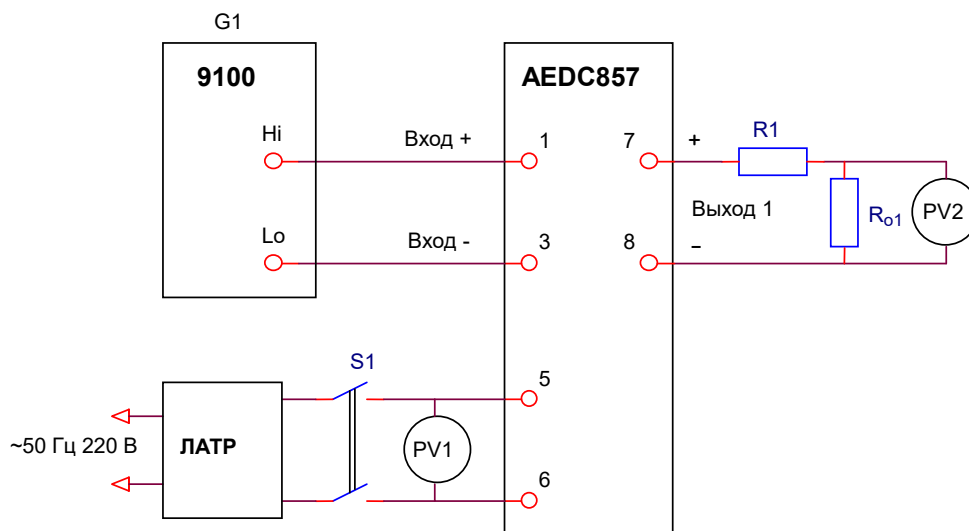 G1
9100
AEDC857
Hi
Вход +
1
7
+
R1
Выход 1
Ro1
PV2
Lo
Вход -
3
8
–
S1
5
~50 Гц 220 В
ЛАТР
PV1
6